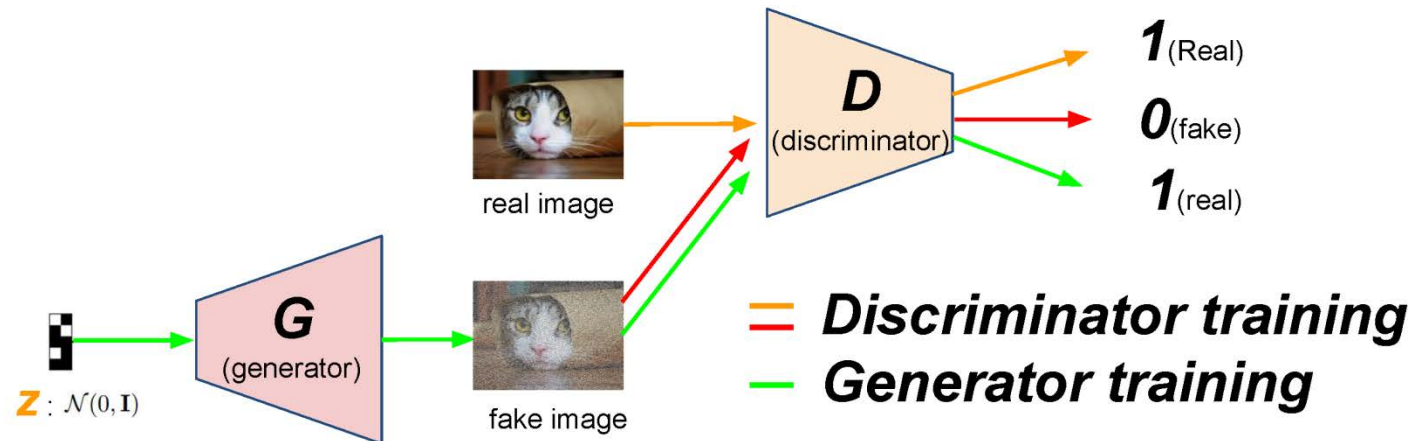 1(Real)
D
(discriminator)
0(fake)
1(real)
real image
G
(generator)
z : 𝒩(0, I)
fake image
Discriminator training
Generator training